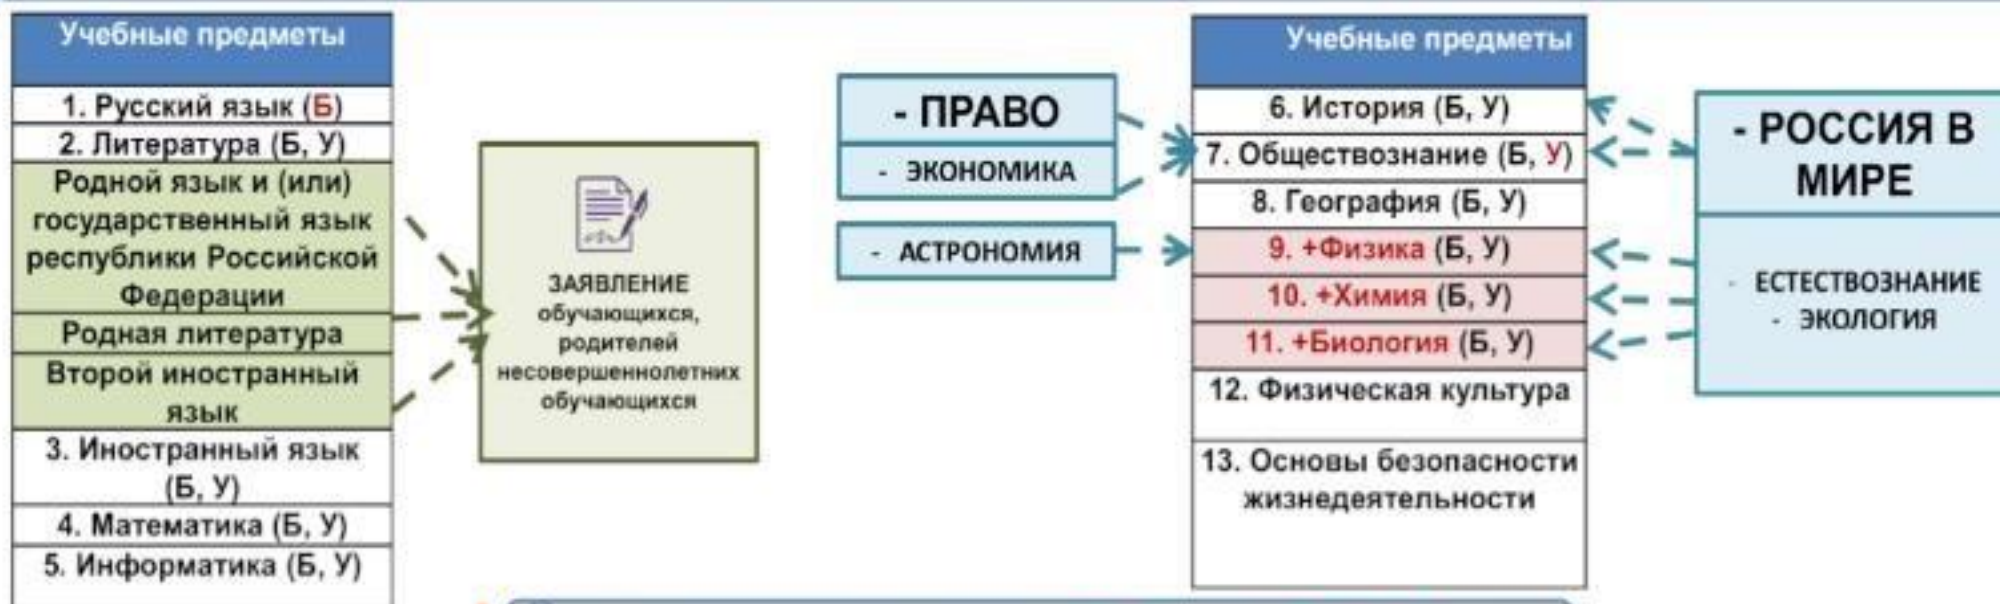 Учебные предметы
1. Русский язык (Б)
2. Литература (Б, У)
Родной язык и (или)
государственный язык
республики Российской
Федерации
Родная литература
Второй иностранный
язык
3. Иностранный язык
(Б, У)
4. Математика (Б, У)
5. Информатика (Б, У)
ЗАЯВЛЕНИЕ
обучающихся,
родителей
несовершеннолетних
обучающихся
- ПРАВО
- ЭКОНОМИКА
- АСТРОНОМИЯ
Учебные предметы
6. История (Б, У)
7. Обществознание (Б, У)
8. География (Б, У)
9. +Физика (Б, У)
10. +Химия (Б, У)
11. +Биология (Б, У)
12. Физическая культура
13. Основы безопасности
жизнедеятельности
- РОССИЯ В
МИРЕ
- ЕСТЕСТВОЗНАНИЕ
- ЭКОЛОГИЯ